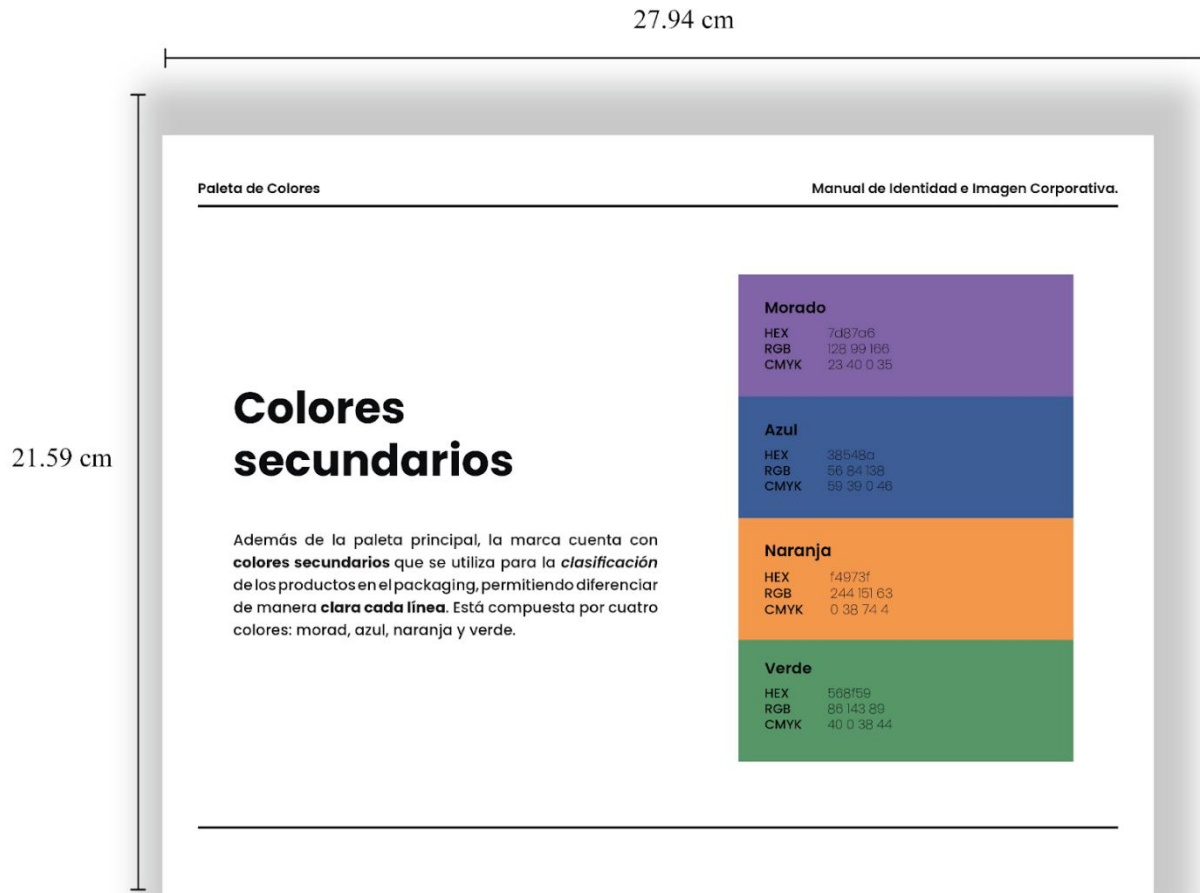 27.94 cm
21.59 cm
Paleta de Colores
Manual de Identidad e Imagen Corporativa.
Colores
secundarios
Además de la paleta principal, la marca cuenta con
colores secundarios que se utiliza para la clasificación
de los productos en el packaging, permitiendo diferenciar
de manera clara cada línea. Está compuesta por cuatro
colores: morad, azul, naranja y verde.
Morado
HEX 7d87a6
RGB 128 99 166
CMYK 23 40 0 35
Azul
HEX 38548a
RGB 56 84 138
CMYK 59 39 0 46
Naranja
HEX f4973f
RGB 244 151 63
CMYK 0 38 74 4
Verde
HEX 568f59
RGB 86 143 89
CMYK 40 0 38 44